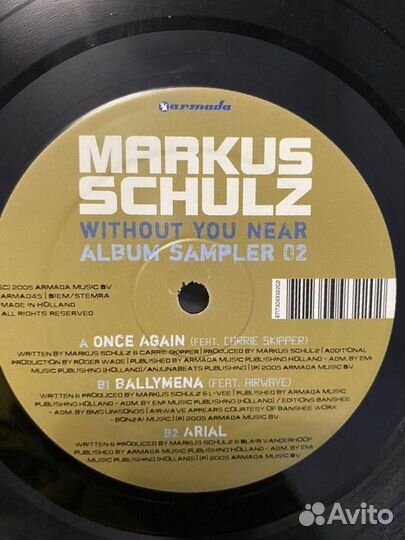 armada
MARKUS
SCHULZ
WITHOUT YOU NEAR
ALBUM SAMPLER 02
(C) 2005 ARMADA MUSIC BV
ARMA045 | BIEM/STEMRA
MADE IN HOLLAND
ALL RIGHTS RESERVED
A ONCE AGAIN (FEAT. CARRIE SKIPPER)
WRITTEN BY MARKUS SCHULZ & CARRIE SKIPPER | PRODUCED BY MARKUS SCHULZ | ADDITIONAL
PRODUCTION BY ROGER WADE | PUBLISHED BY ARMADA MUSIC PUBLISHING HOLLAND - ADM. BY EMI
MUSIC PUBLISHING (HOLLAND)/ANJUNABEATS PUBLISHING | (P) 2005 ARMADA MUSIC BV
B1 BALLYMENA (FEAT. AIRWAVE)
WRITTEN & PRODUCED BY MARKUS SCHULZ & L-VEE | PUBLISHED BY ARMADA MUSIC
PUBLISHING HOLLAND - ADM. BY EMI MUSIC PUBLISHING (HOLLAND) / EDITIONS BANSHEE
- ADM. BY BMG UNISONGS | AIRWAVE APPEARS COURTESY OF BANSHEE WORX
- BONZAI MUSIC | (P) 2005 ARMADA MUSIC BV
B2 ARIAL
WRITTEN & PRODUCED BY MARKUS SCHULZ & BLAIR VANDERHOOF
PUBLISHED BY ARMADA MUSIC PUBLISHING HOLLAND - ADM. BY EMI
MUSIC PUBLISHING (HOLLAND) | (P) 2005 ARMADA MUSIC BV
Avito